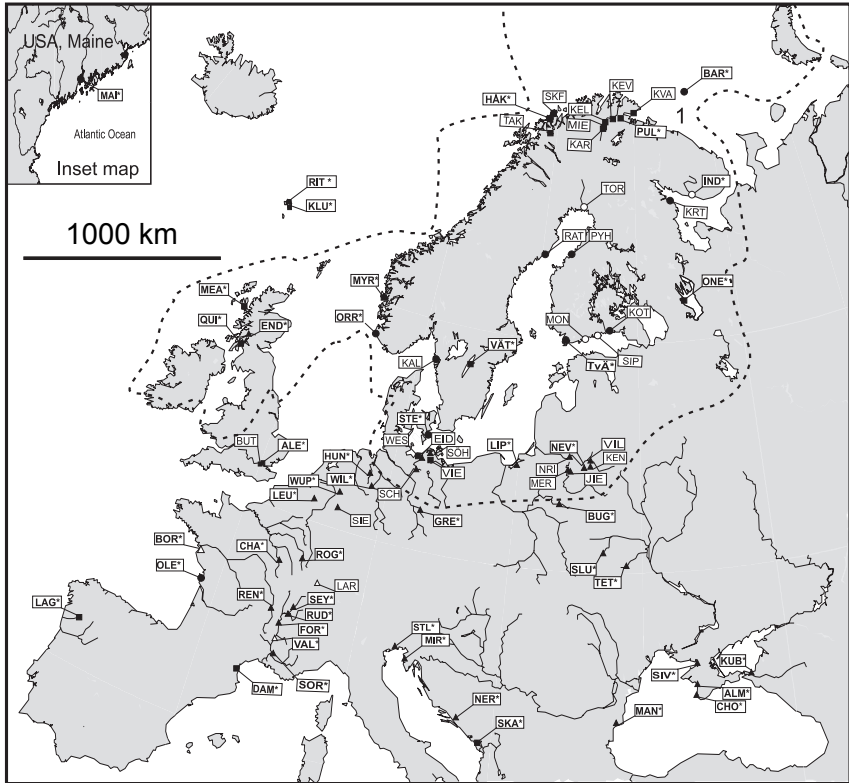 USA, Maine
MAI*
Atlantic Ocean
Inset map
HÅK*
SKF
KEL
KEV
KVA
BAR*
TAK
MIE
KAR
PUL*
1
RIT *
KLU*
TOR
IND*
KRT
1000 km
RAT
PYH
MEA*
MYR*
ONE*
QUI*
END*
ORR*
MON
KOT
KAL
VÄT*
TvÄ*
SIP
STE*
BUT
ALE*
WES
EID
SÖH
LIP*
NEV*
VIL
KEN
HUN*
VIE
NRI
MER
JIE
WUP*
WIL*
SCH
LEU*
SIE
GRE*
BUG*
BOR*
CHA*
ROG*
OLE*
SLU*
TET*
LAR
LAG*
REN*
SEY*
RUD*
FOR*
VAL*
STL*
MIR*
DAM*
SOR*
SIV*
KUB*
NER*
ALM*
CHO*
MAN*
SKA*